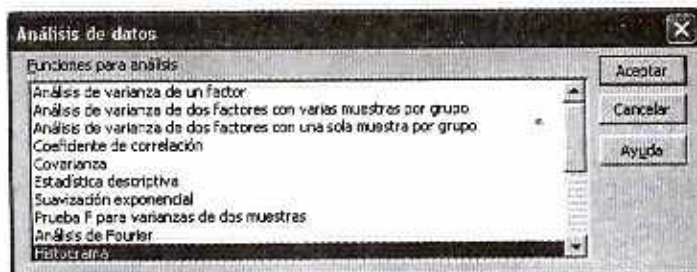 Análisis de datos
Funciones para análisis
Análisis de varianza de un factor
Análisis de varianza de dos factores con varias muestras por grupo
Análisis de varianza de dos factores con una sola muestra por grupo
Coeficiente de correlación
Covarianza
Estadística descriptiva
Suavización exponencial
Prueba F para varianzas de dos muestras
Análisis de Fourier
Histograma
Aceptar
Cancelar
Ayuda